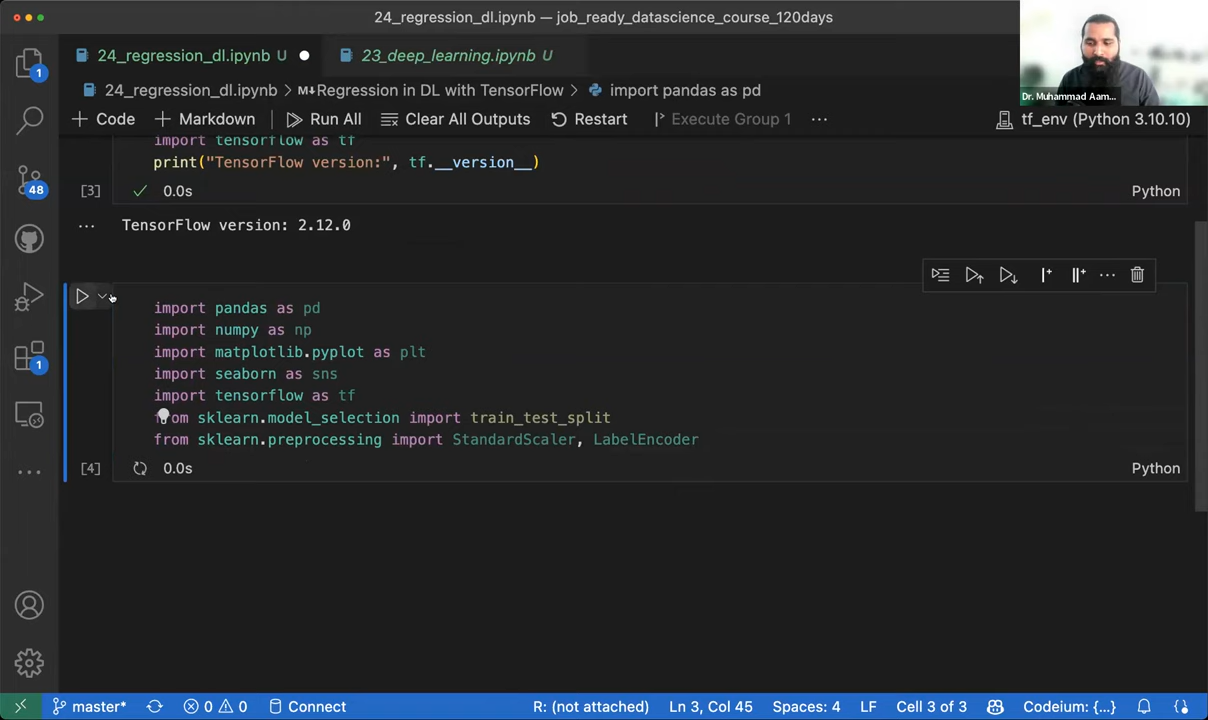 24_regression_dl.ipynb — job_ready_datascience_course_120days
24_regression_dl.ipynb U
23_deep_learning.ipynb U
24_regression_dl.ipynb > M↓Regression in DL with TensorFlow > import pandas as pd
+ Code + Markdown Run All Clear All Outputs Restart Execute Group 1 ... tf_env (Python 3.10.10)
Dr. Muhammad Aam...
import tensorflow as tf
print("TensorFlow version:", tf.__version__)
[3] 0.0s Python
... TensorFlow version: 2.12.0
import pandas as pd
import numpy as np
import matplotlib.pyplot as plt
import seaborn as sns
import tensorflow as tf
from sklearn.model_selection import train_test_split
from sklearn.preprocessing import StandardScaler, LabelEncoder
[4] 0.0s Python
1
48
1
master* 0 0 Connect R: (not attached) Ln 3, Col 45 Spaces: 4 LF Cell 3 of 3 Codeium: {...}